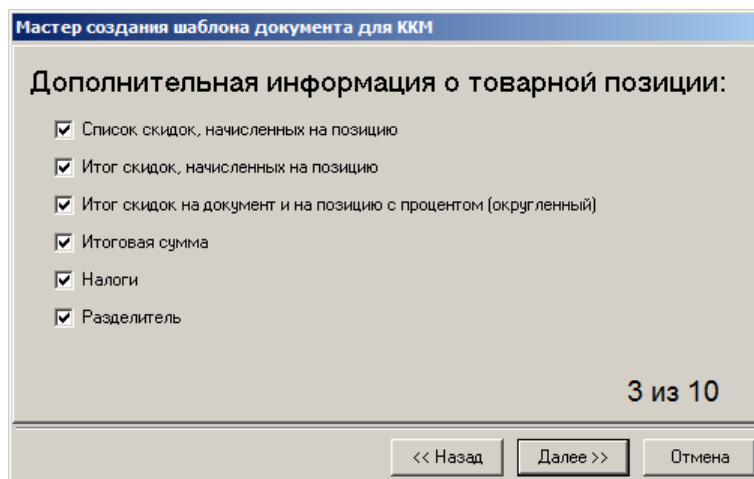 Мастер создания шаблона документа для ККМ
Дополнительная информация о товарной позиции:
Список скидок, начисленных на позицию
Итог скидок, начисленных на позицию
Итог скидок на документ и на позицию с процентом (округленный)
Итоговая сумма
Налоги
Разделитель
3 из 10
<< Назад
Далее >>
Отмена